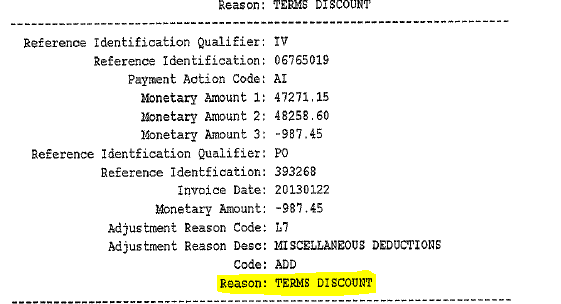 Reason: TERMS DISCOUNT
Reference Identification Qualifier: IV
Reference Identification: 06765019
Payment Action Code: AI
Monetary Amount 1: 47271.15
Monetary Amount 2: 48258.60
Monetary Amount 3: -987.45
Reference Identfication Qualifier: PO
Reference Identfication: 393268
Invoice Date: 20130122
Monetary Amount: -987.45
Adjustment Reason Code: L7
Adjustment Reason Desc: MISCELLANEOUS DEDUCTIONS
Code: ADD
Reason: TERMS DISCOUNT